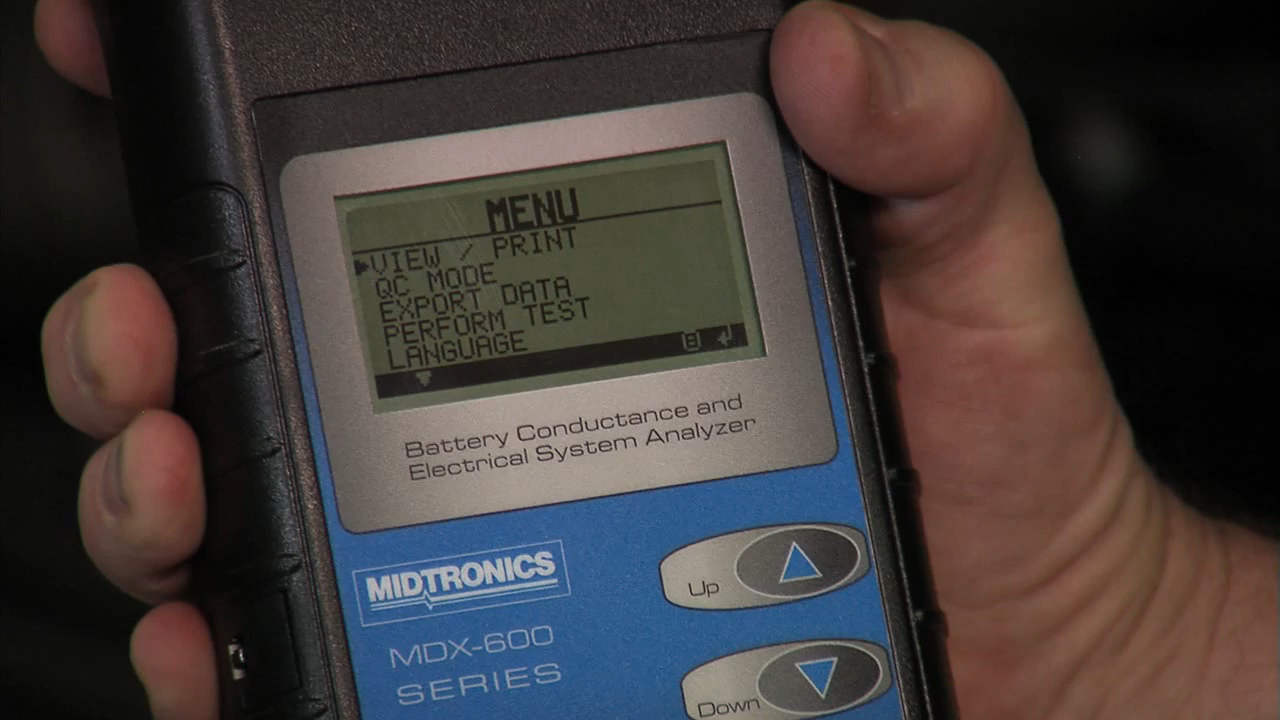 MENU
VIEW / PRINT
QC MODE
EXPORT DATA
PERFORM TEST
LANGUAGE
Battery Conductance and
Electrical System Analyzer
MIDTRONICS
MDX-600
SERIES
Up
Down